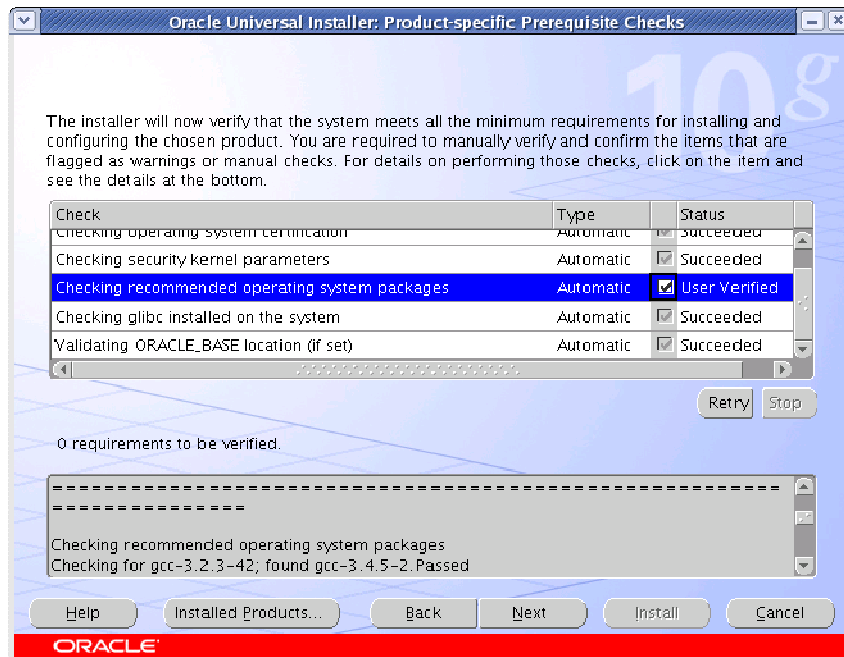 Oracle Universal Installer: Product-specific Prerequisite Checks
10g
The installer will now verify that the system meets all the minimum requirements for installing and
configuring the chosen product. You are required to manually verify and confirm the items that are
flagged as warnings or manual checks. For details on performing those checks, click on the item and
see the details at the bottom.
Check Type Status
Checking operating system certification Automatic Succeeded
Checking security kernel parameters Automatic Succeeded
Checking recommended operating system packages Automatic User Verified
Checking glibc installed on the system Automatic Succeeded
Validating ORACLE_BASE location (if set) Automatic Succeeded
Retry Stop
0 requirements to be verified.
========================================================
===============
Checking recommended operating system packages
Checking for gcc-3.2.3-42; found gcc-3.4.5-2. Passed
Help Installed Products... Back Next Install Cancel
ORACLE